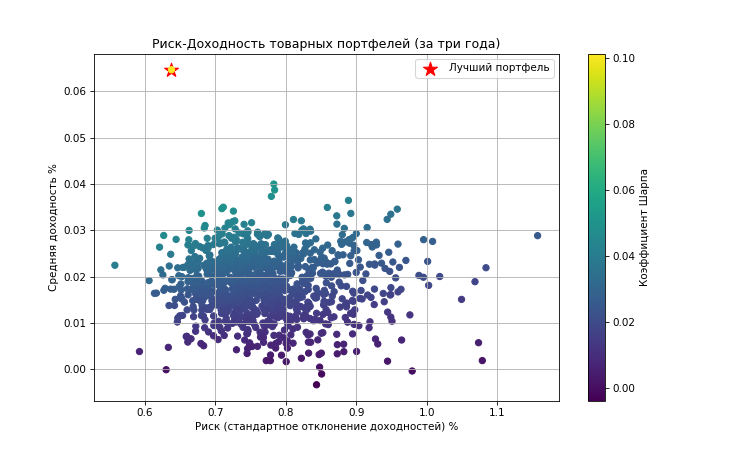 Риск-Доходность товарных портфелей (за три года)
Лучший портфель
Средняя доходность %
0.06
0.05
0.04
0.03
0.02
0.01
0.00
0.6 0.7 0.8 0.9 1.0 1.1
Риск (стандартное отклонение доходностей) %
0.10
0.08
0.06
0.04
0.02
0.00
Коэффициент Шарпа